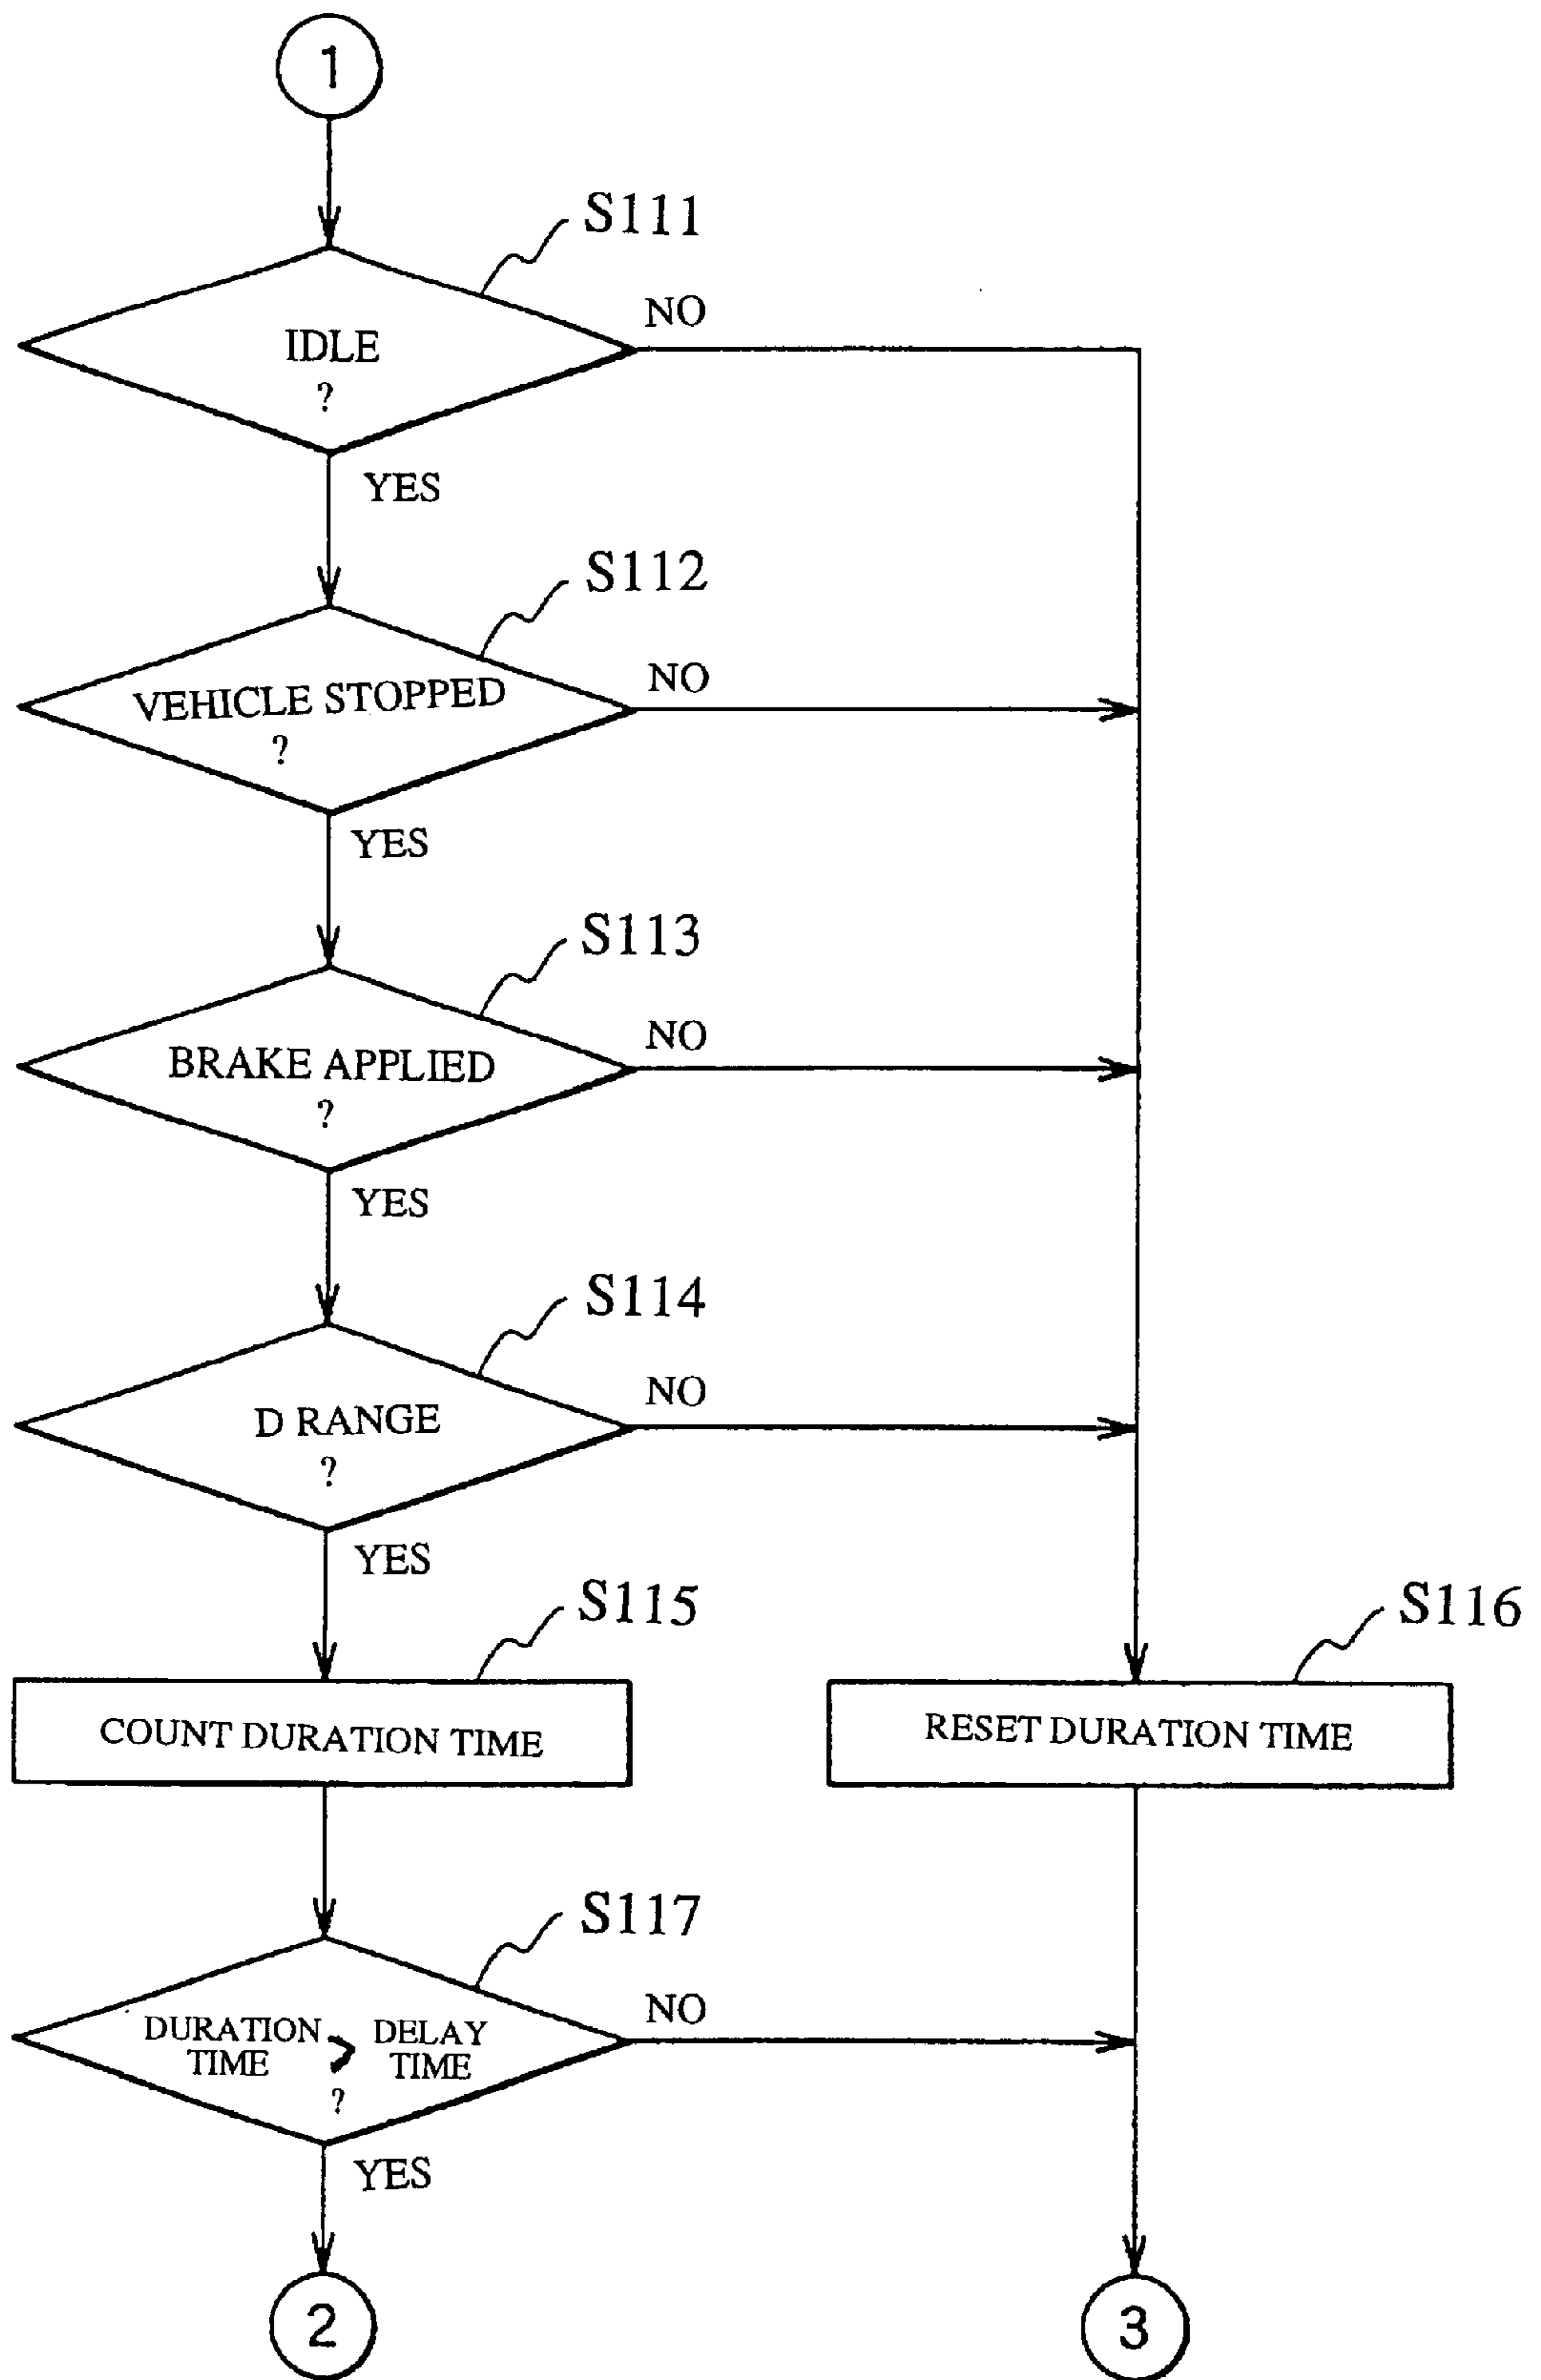 1
S111
IDLE
?
NO
YES
S112
VEHICLE STOPPED
?
NO
YES
S113
BRAKE APPLIED
?
NO
YES
S114
D RANGE
?
NO
YES
S115
COUNT DURATION TIME
S116
RESET DURATION TIME
S117
DURATION TIME > DELAY TIME
?
NO
YES
2
3